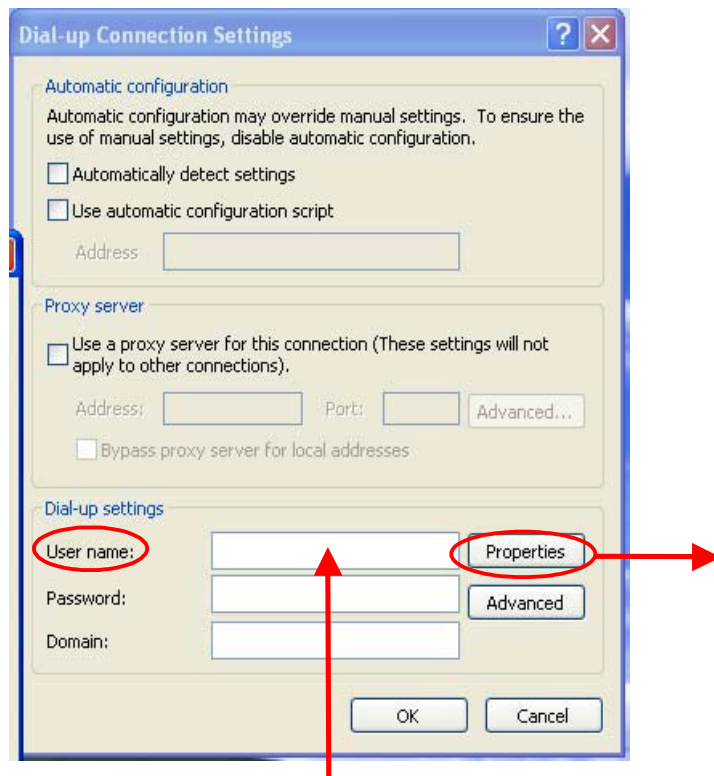 Dial-up Connection Settings
Automatic configuration
Automatic configuration may override manual settings. To ensure the
use of manual settings, disable automatic configuration.
Automatically detect settings
Use automatic configuration script
Address
Proxy server
Use a proxy server for this connection (These settings will not
apply to other connections).
Address: Port: Advanced...
Bypass proxy server for local addresses
Dial-up settings
User name: Properties
Password: Advanced
Domain:
OK Cancel